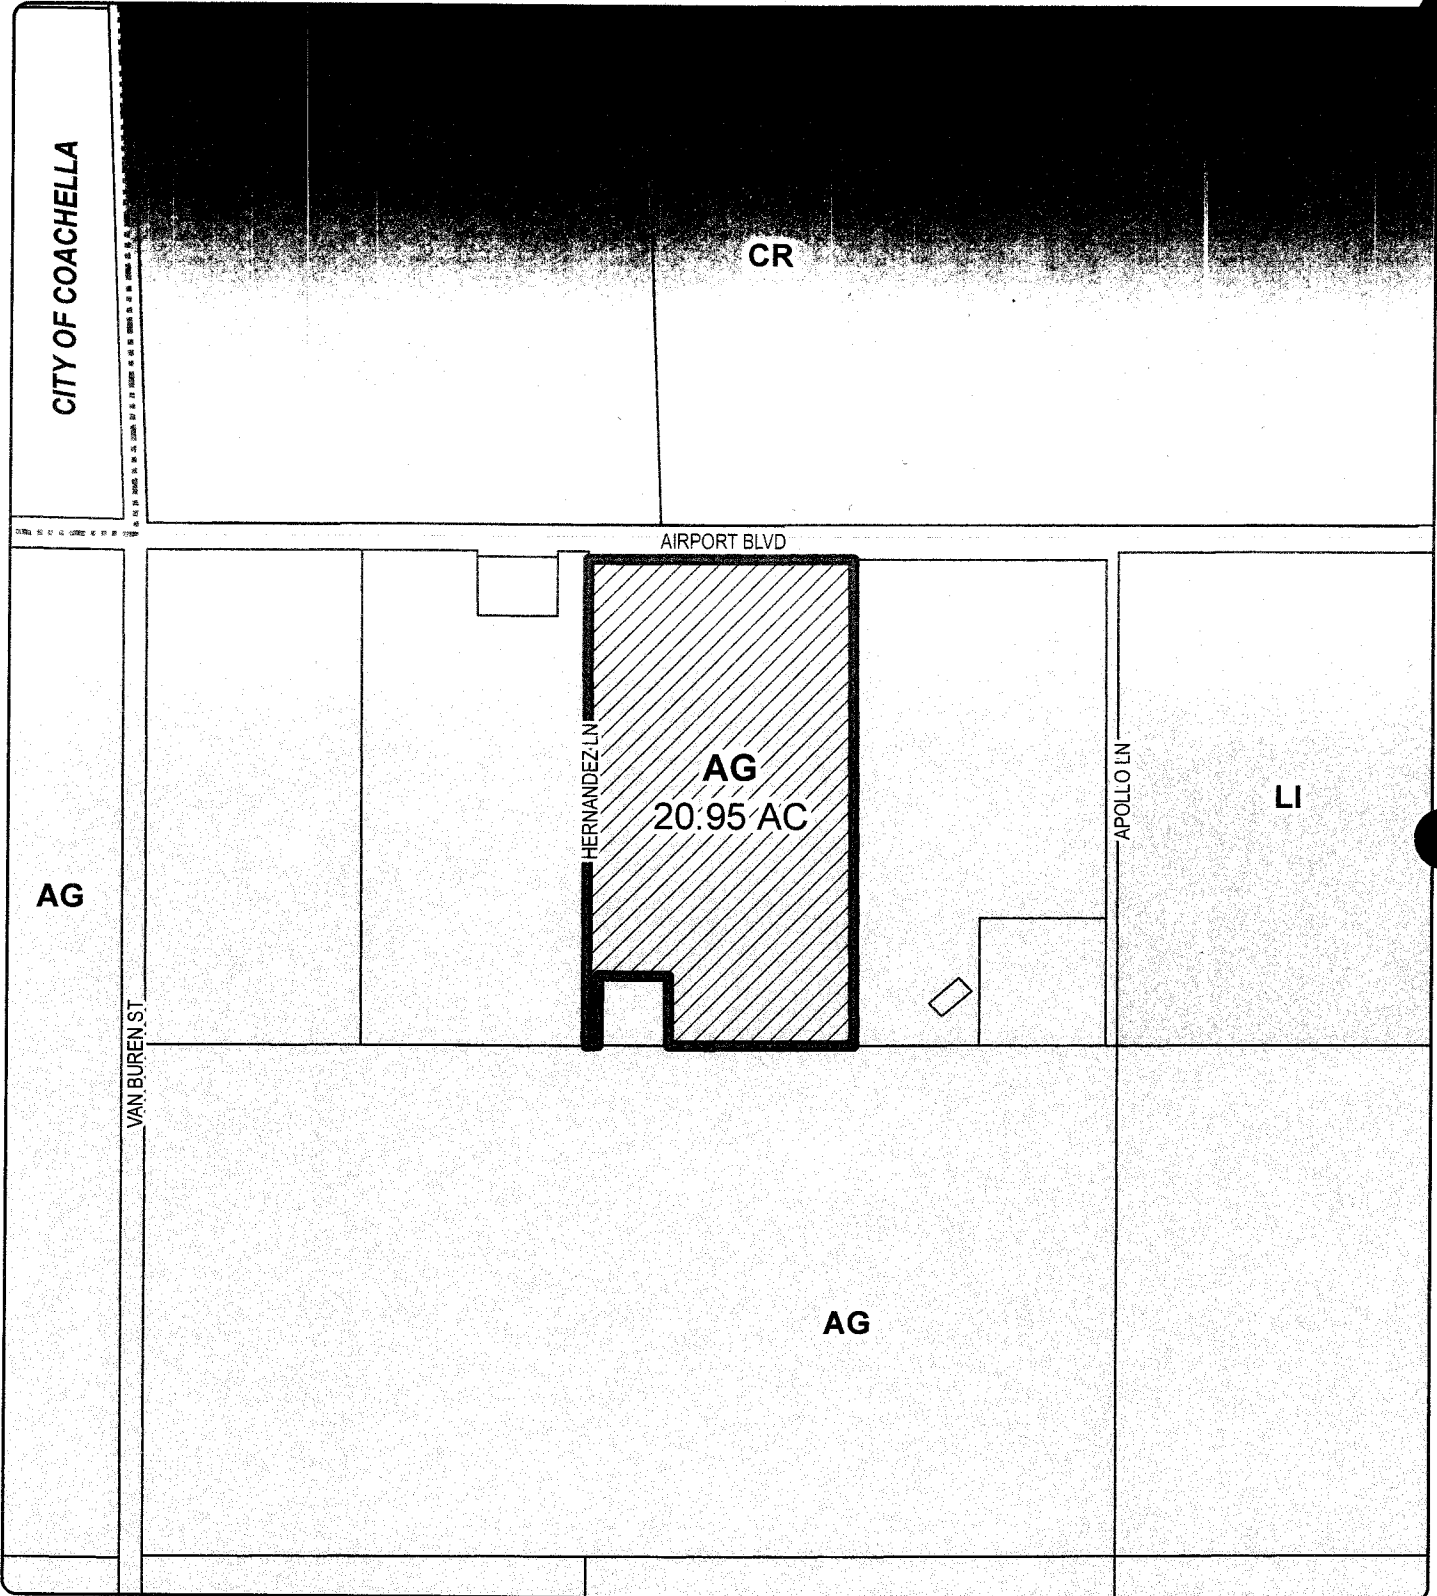 CITY OF COACHELLA
CR
AIRPORT BLVD
HERNANDEZ LN
AG
20.95 AC
APOLLO LN
LI
AG
VAN BUREN ST
AG